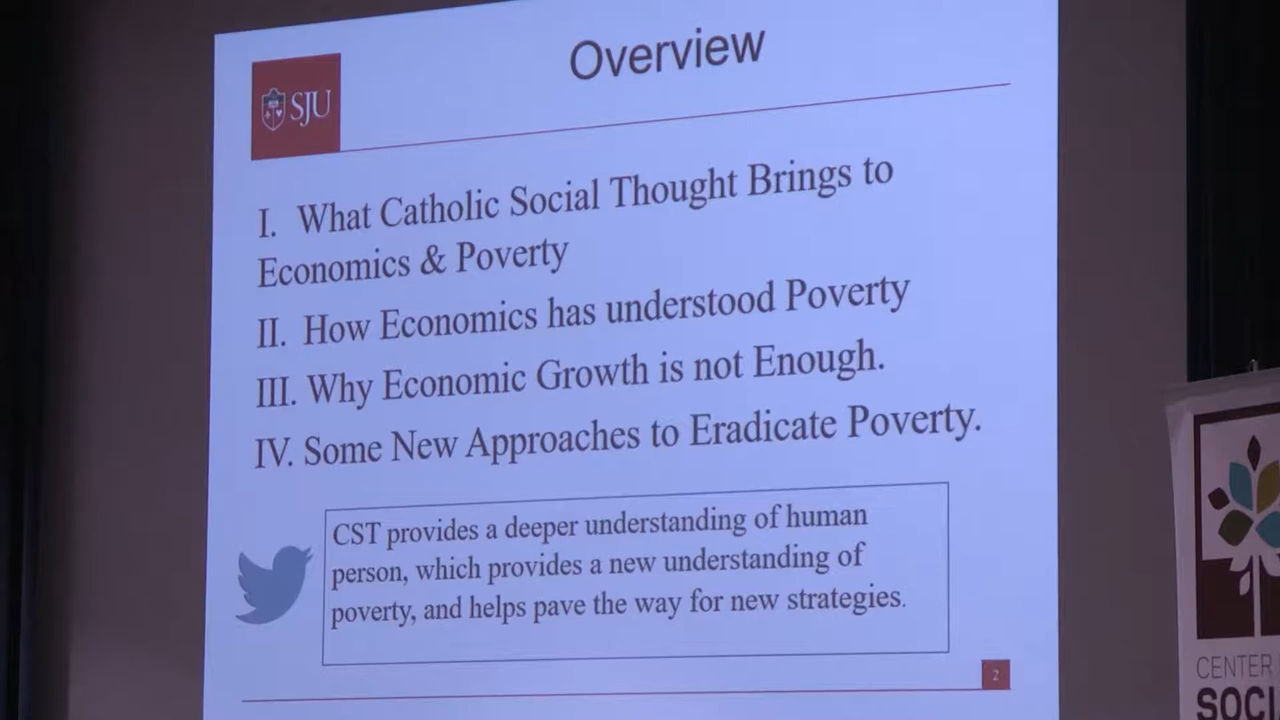 Overview
SJU
I. What Catholic Social Thought Brings to
Economics & Poverty
II. How Economics has understood Poverty
III. Why Economic Growth is not Enough.
IV. Some New Approaches to Eradicate Poverty.
CST provides a deeper understanding of human
person, which provides a new understanding of
poverty, and helps pave the way for new strategies.
2
CENTER
SOCI